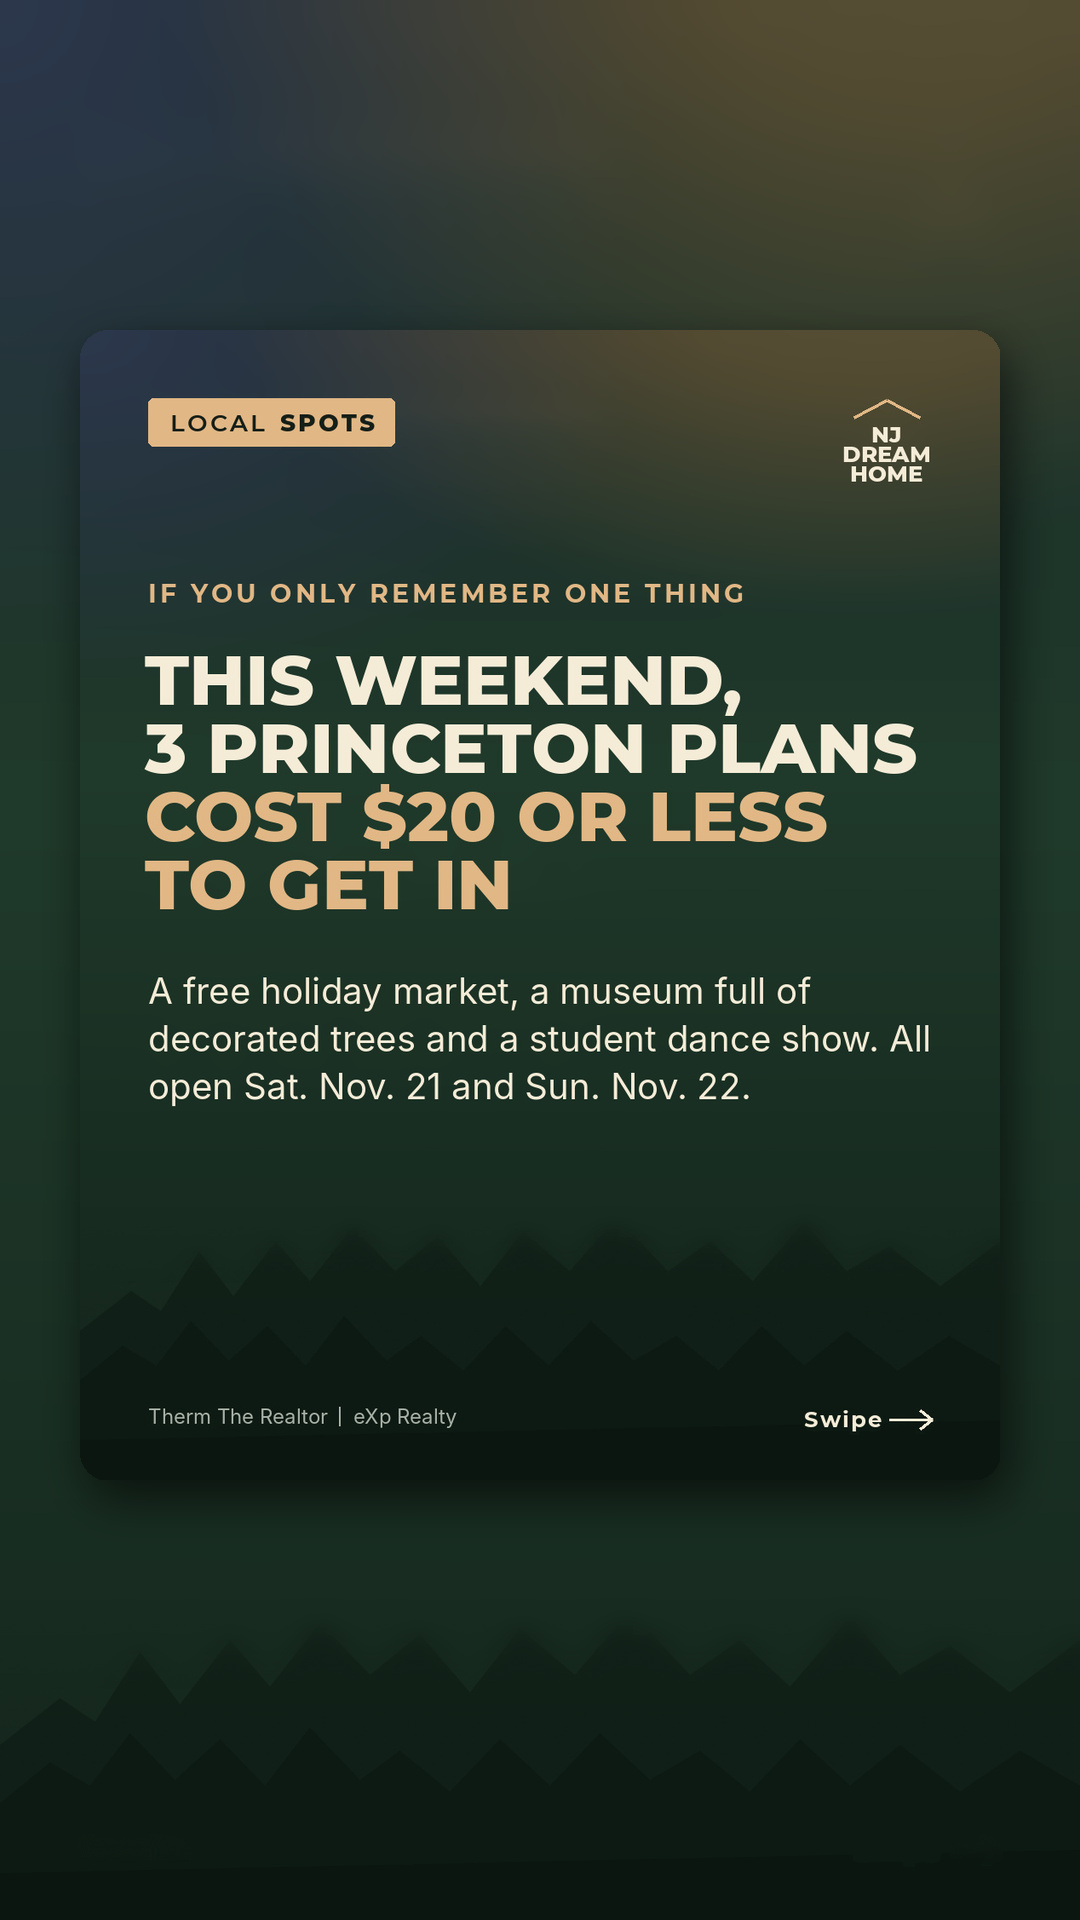 LOCAL SPOTS
NJ
DREAM
HOME
IF YOU ONLY REMEMBER ONE THING
THIS WEEKEND,
3 PRINCETON PLANS
COST $20 OR LESS
TO GET IN
A free holiday market, a museum full of
decorated trees and a student dance show. All
open Sat. Nov. 21 and Sun. Nov. 22.
Therm The Realtor | eXp Realty
Swipe